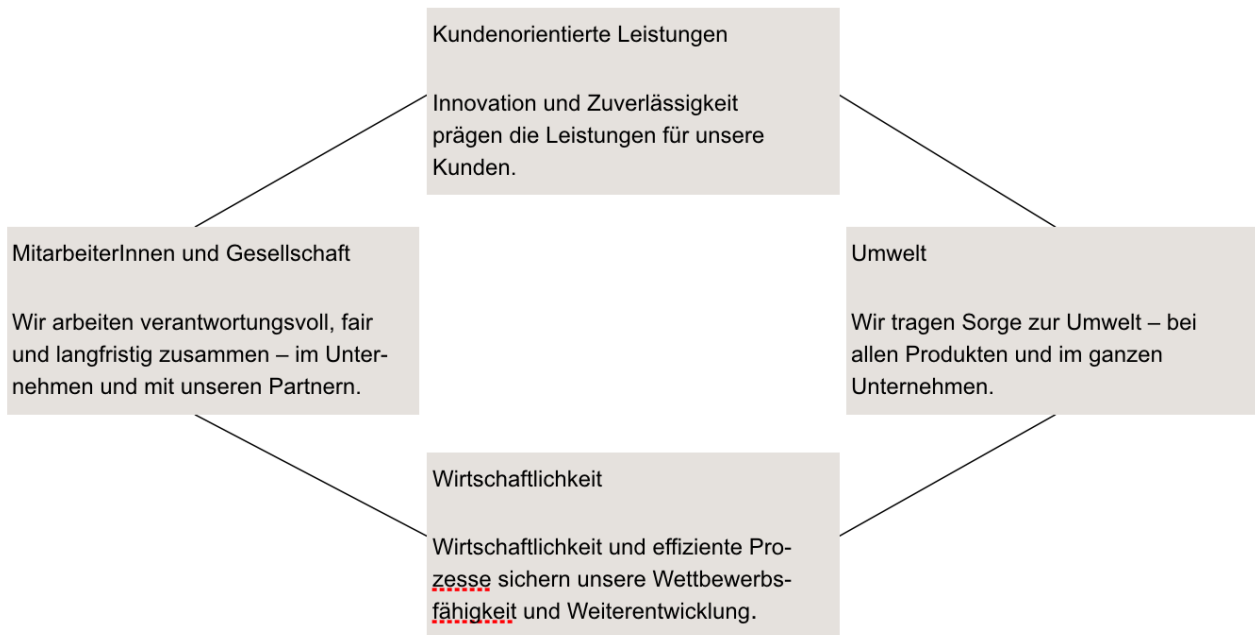 Kundenorientierte Leistungen
Innovation und Zuverlässigkeit
prägen die Leistungen für unsere
Kunden.
MitarbeiterInnen und Gesellschaft
Wir arbeiten verantwortungsvoll, fair
und langfristig zusammen – im Unter-
nehmen und mit unseren Partnern.
Umwelt
Wir tragen Sorge zur Umwelt – bei
allen Produkten und im ganzen
Unternehmen.
Wirtschaftlichkeit
Wirtschaftlichkeit und effiziente Pro-
zesse sichern unsere Wettbewerbs-
fähigkeit und Weiterentwicklung.